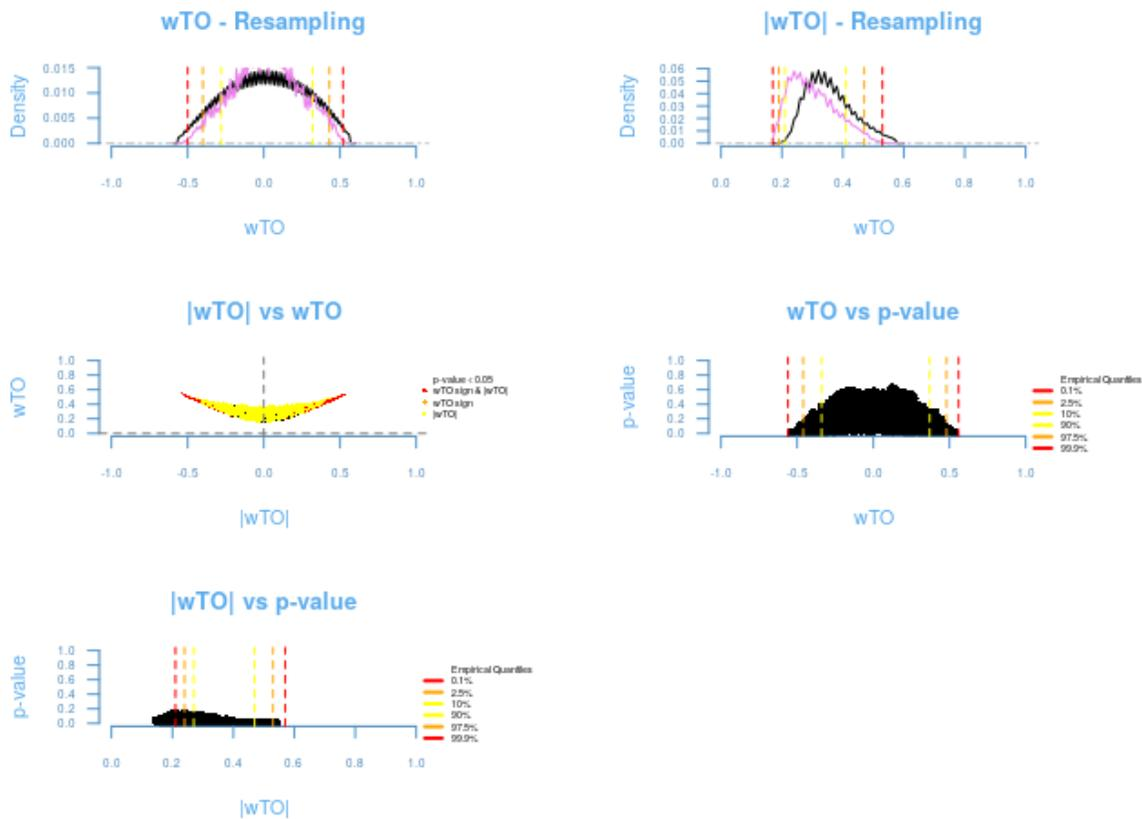 wTO - Resampling
Density
0.015
0.010
0.005
0.000
-1.0 -0.5 0.0 0.5 1.0
wTO
|wTO| - Resampling
Density
0.06
0.05
0.04
0.03
0.02
0.01
0.00
0.0 0.2 0.4 0.6 0.8 1.0
wTO
|wTO| vs wTO
wTO
1.0
0.8
0.6
0.4
0.2
0.0
-1.0 -0.5 0.0 0.5 1.0
|wTO|
p-value < 0.05
wTO sign & |wTO|
wTO sign
|wTO|
wTO vs p-value
p-value
1.0
0.8
0.6
0.4
0.2
0.0
-1.0 -0.5 0.0 0.5 1.0
wTO
Empirical Quantiles
0.1%
2.5%
10%
90%
97.5%
99.9%
|wTO| vs p-value
p-value
1.0
0.8
0.6
0.4
0.2
0.0
0.0 0.2 0.4 0.6 0.8 1.0
|wTO|
Empirical Quantiles
0.1%
2.5%
10%
90%
97.5%
99.9%